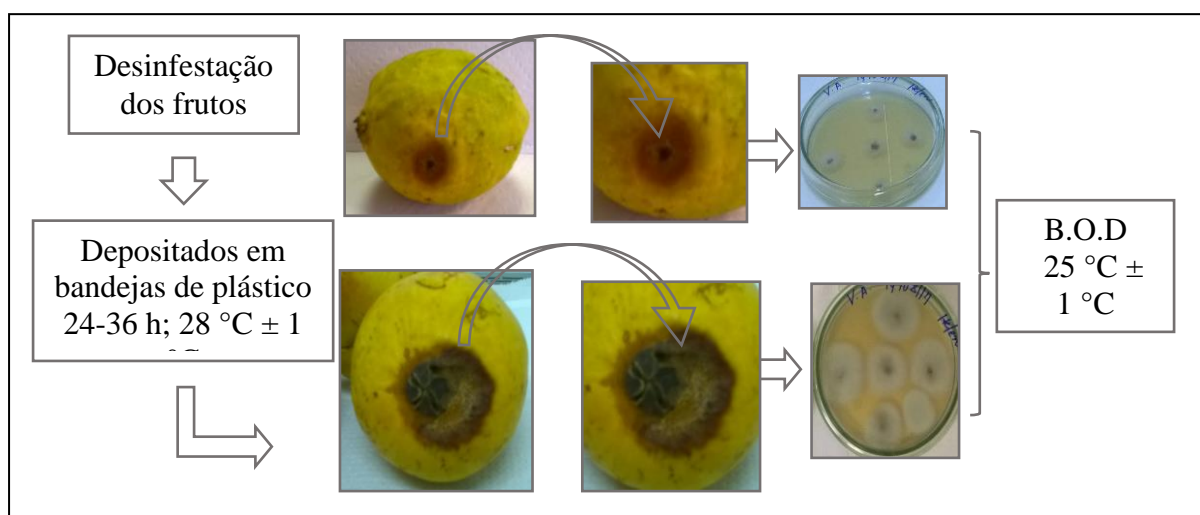 Desinfestação
dos frutos
Depositados em
bandejas de plástico
24-36 h; 28 °C ± 1
B.O.D
25 °C ±
1 °C
V.A
V.A